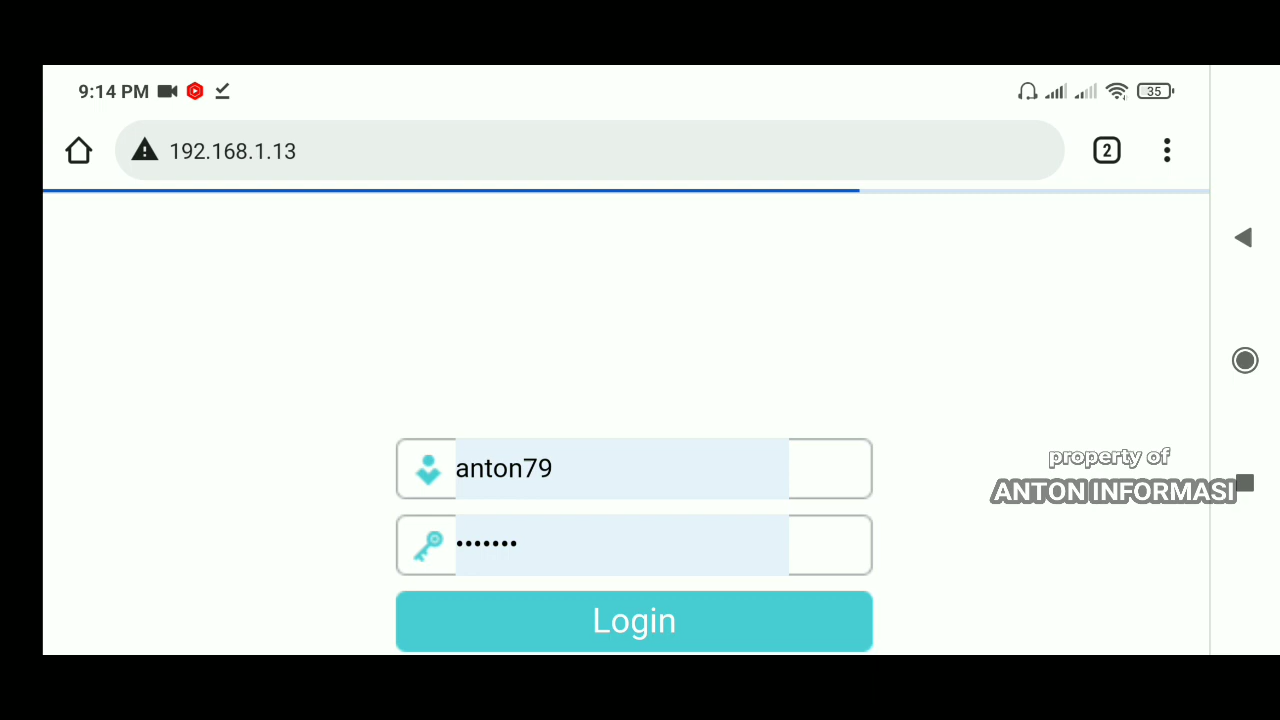 9:14 PM
35
192.168.1.13
2
anton79
•••••••
Login
property of
ANTON INFORMASI